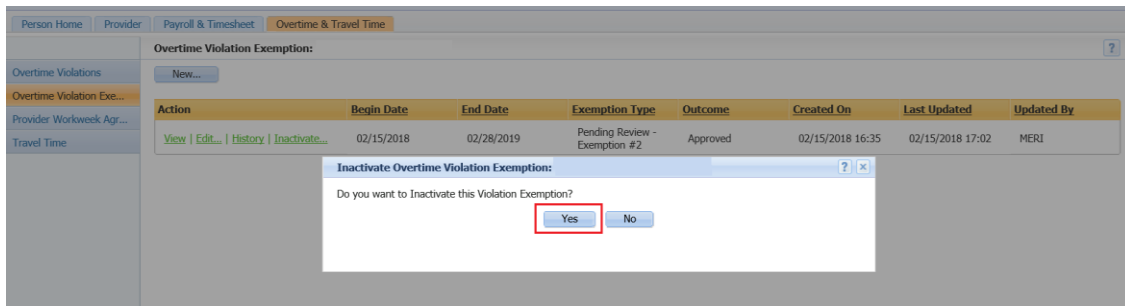 Person Home Provider Payroll & Timesheet Overtime & Travel Time
Overtime Violation Exemption: ?
Overtime Violations
New...
Overtime Violation Exe...
Provider Workweek Agr...
Travel Time
Action Begin Date End Date Exemption Type Outcome Created On Last Updated Updated By
View | Edit... | History | Inactivate... 02/15/2018 02/28/2019 Pending Review - Approved 02/15/2018 16:35 02/15/2018 17:02 MERI
Exemption #2
Inactivate Overtime Violation Exemption: ? x
Do you want to Inactivate this Violation Exemption?
Yes No